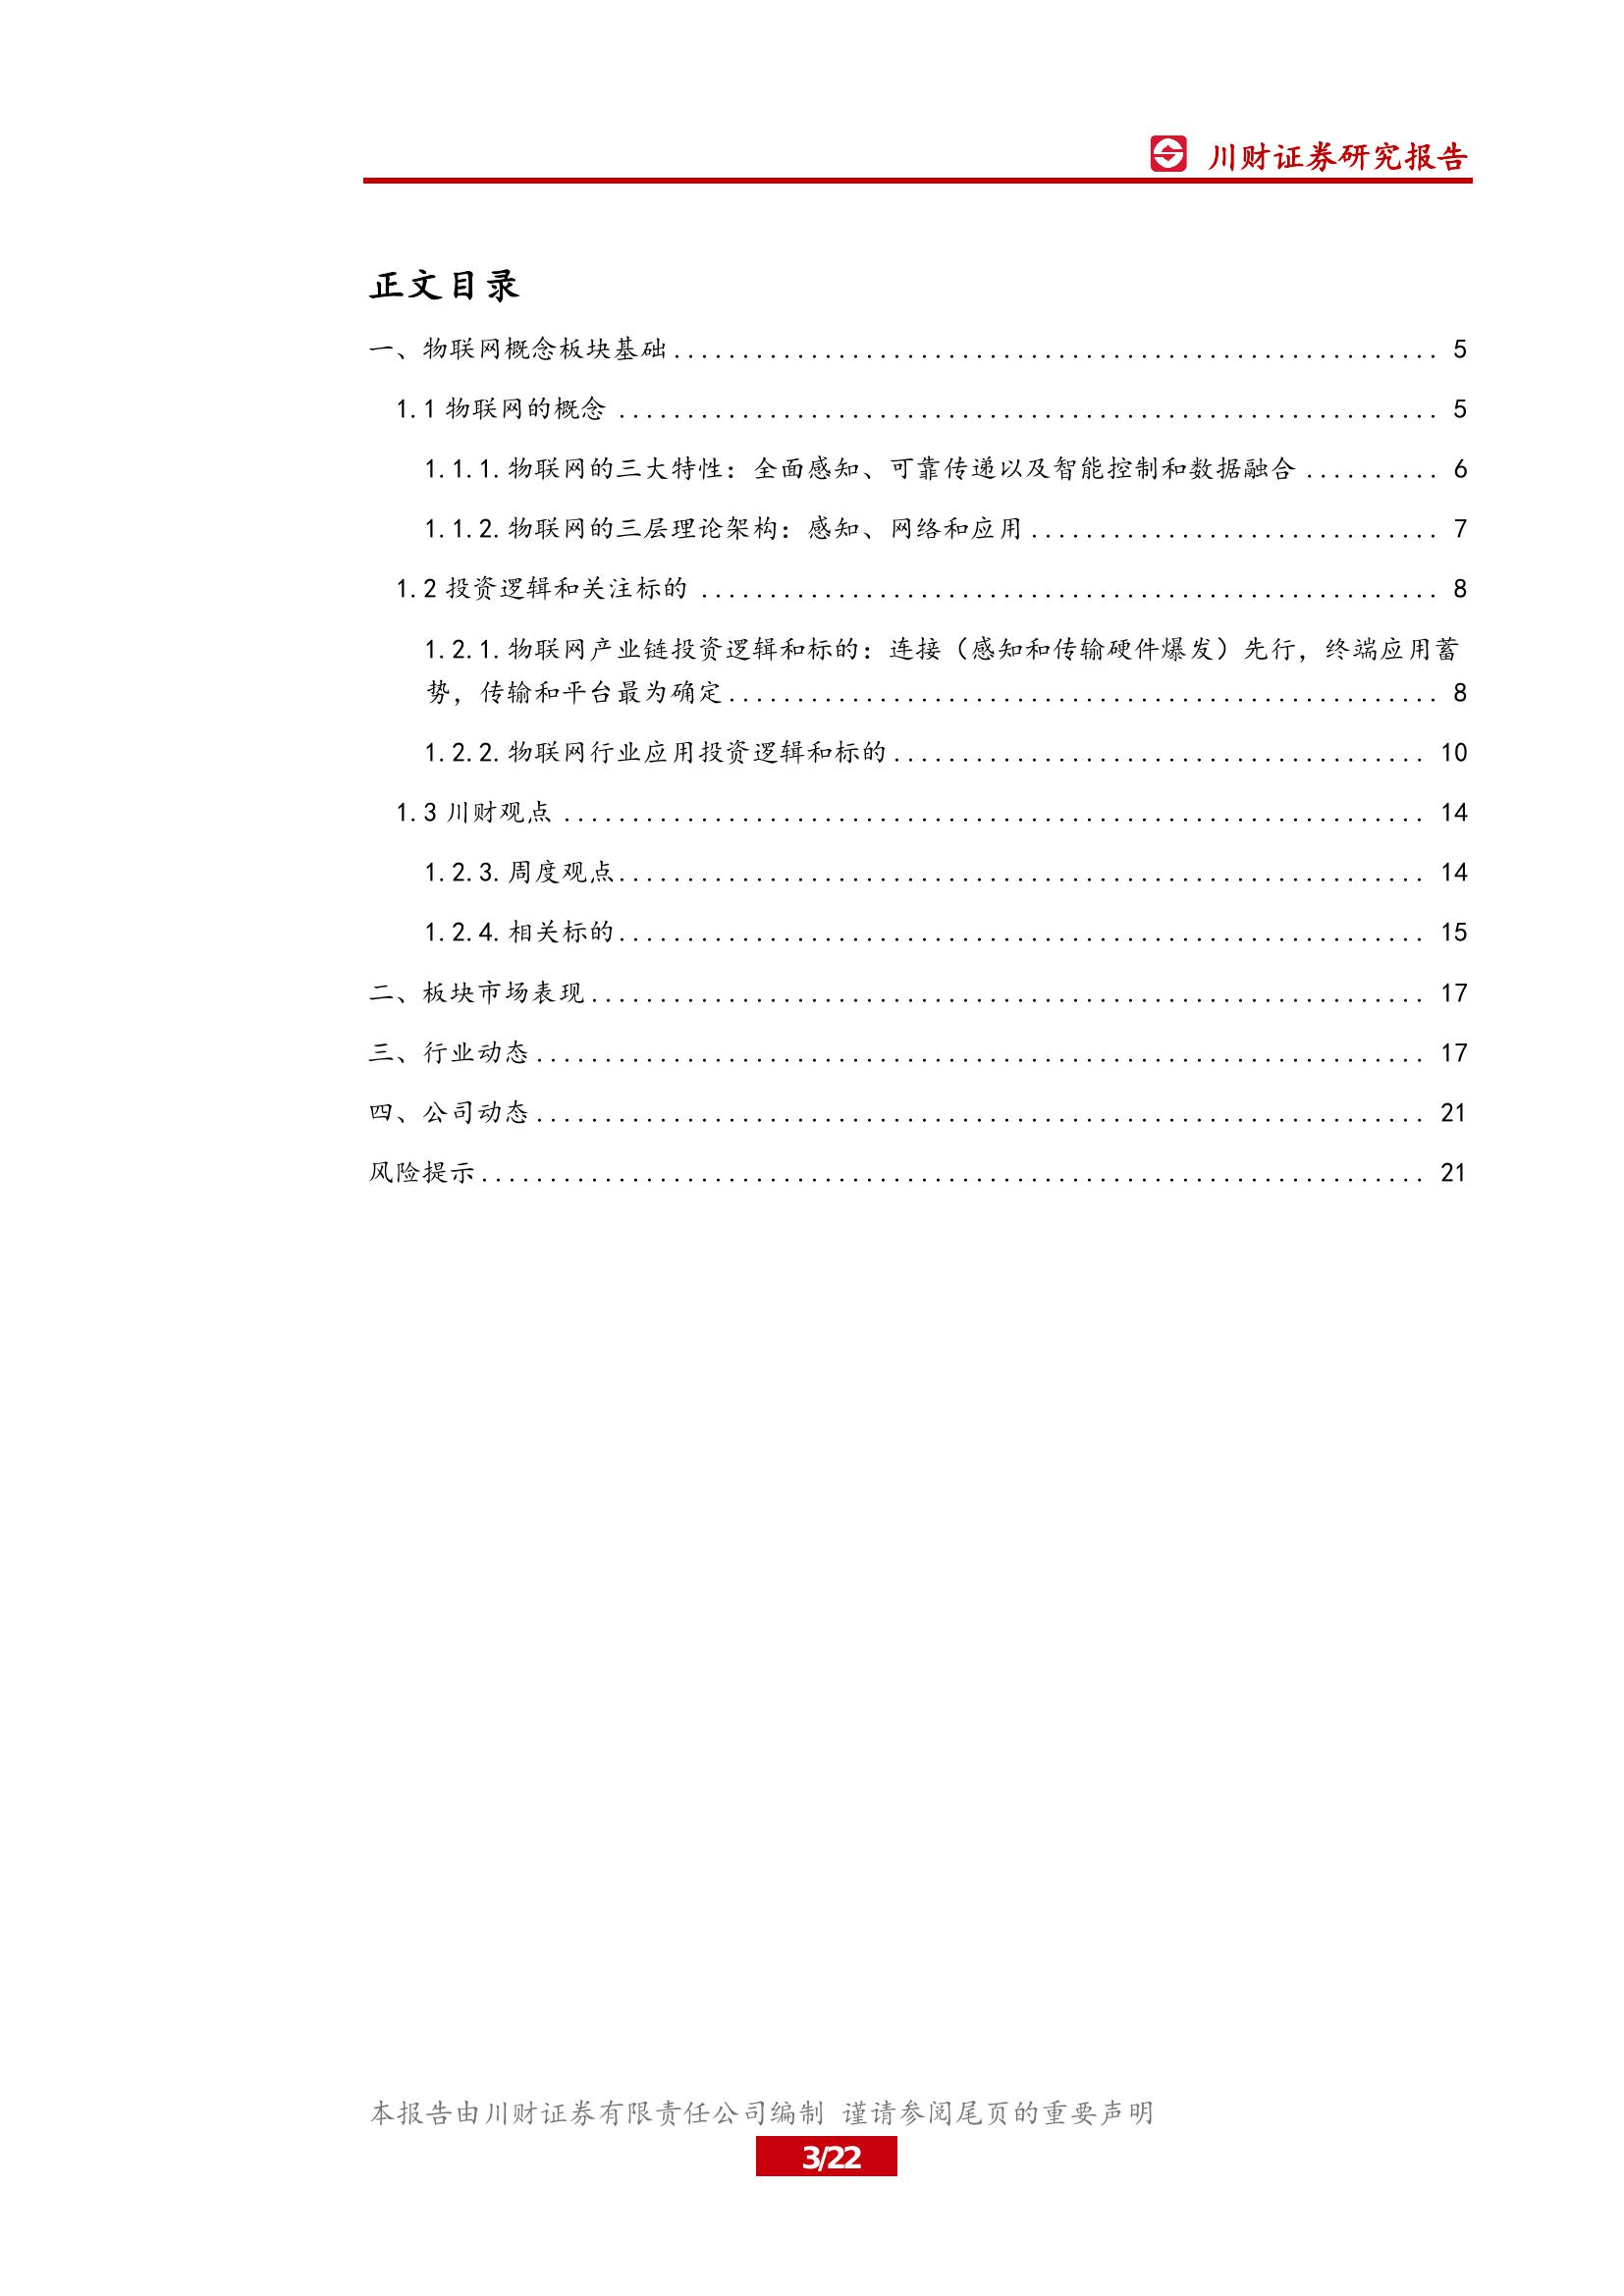 川财证券研究报告
正文目录
一、物联网概念板块基础........................................................ 5
1.1 物联网的概念 ............................................................ 5
1.1.1.物联网的三大特性：全面感知、可靠传递以及智能控制和数据融合 .......... 6
1.1.2.物联网的三层理论架构：感知、网络和应用.............................. 7
1.2 投资逻辑和关注标的 ...................................................... 8
1.2.1.物联网产业链投资逻辑和标的：连接（感知和传输硬件爆发）先行，终端应用蓄
势，传输和平台最为确定.................................................... 8
1.2.2.物联网行业应用投资逻辑和标的....................................... 10
1.3 川财观点 ............................................................... 14
1.2.3.周度观点........................................................... 14
1.2.4.相关标的........................................................... 15
二、板块市场表现............................................................. 17
三、行业动态................................................................. 17
四、公司动态................................................................. 21
风险提示..................................................................... 21
本报告由川财证券有限责任公司编制 谨请参阅尾页的重要声明
3/22